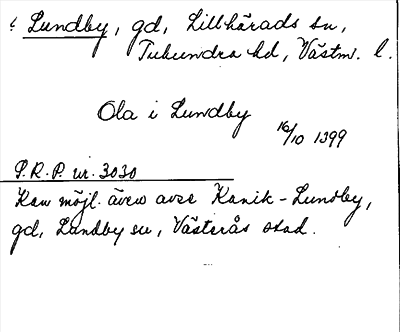 Lundby, gd, Lillhärads sn,
Tuhundra hd, Västm. l.
Ola i Lundby
16/10 1399
S.R.P. nr. 3030
Kan möjl. även avse Kanik-Lundby,
gd, Lundby sn, Västerås stad.